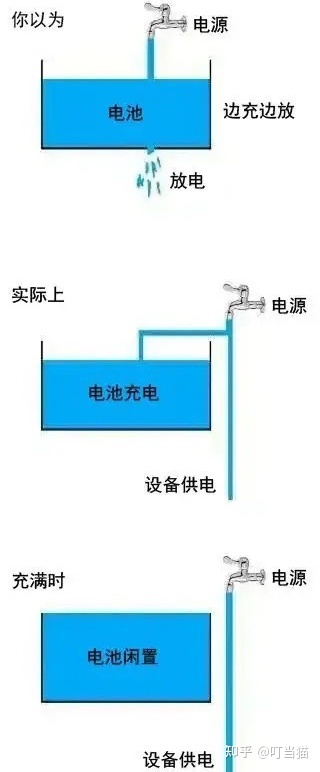 你以为
电源
电池
边充边放
放电
实际上
电源
电池充电
设备供电
充满时
电源
电池闲置
设备供电
知乎 @叮当猫